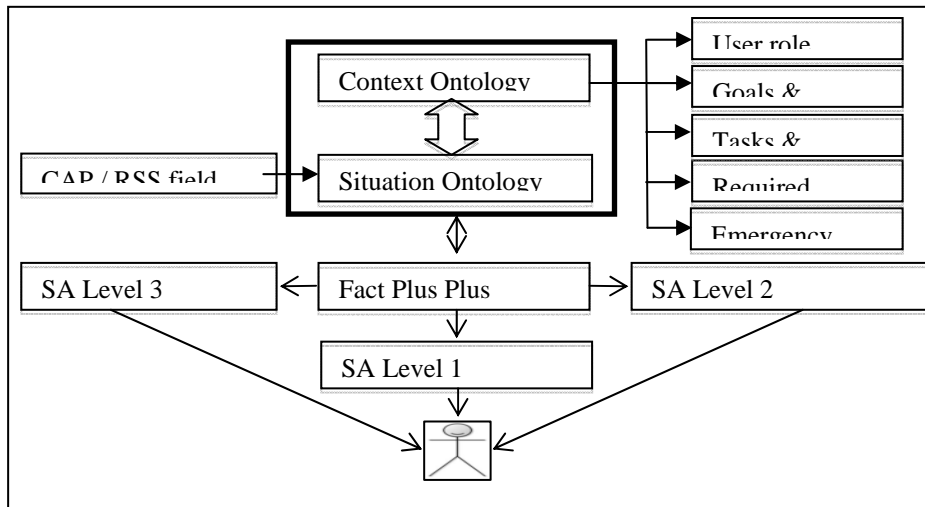 User role
Context Ontology
Goals &
Tasks &
CAP / RSS field
Situation Ontology
Required
Emergency
SA Level 3
Fact Plus Plus
SA Level 2
SA Level 1